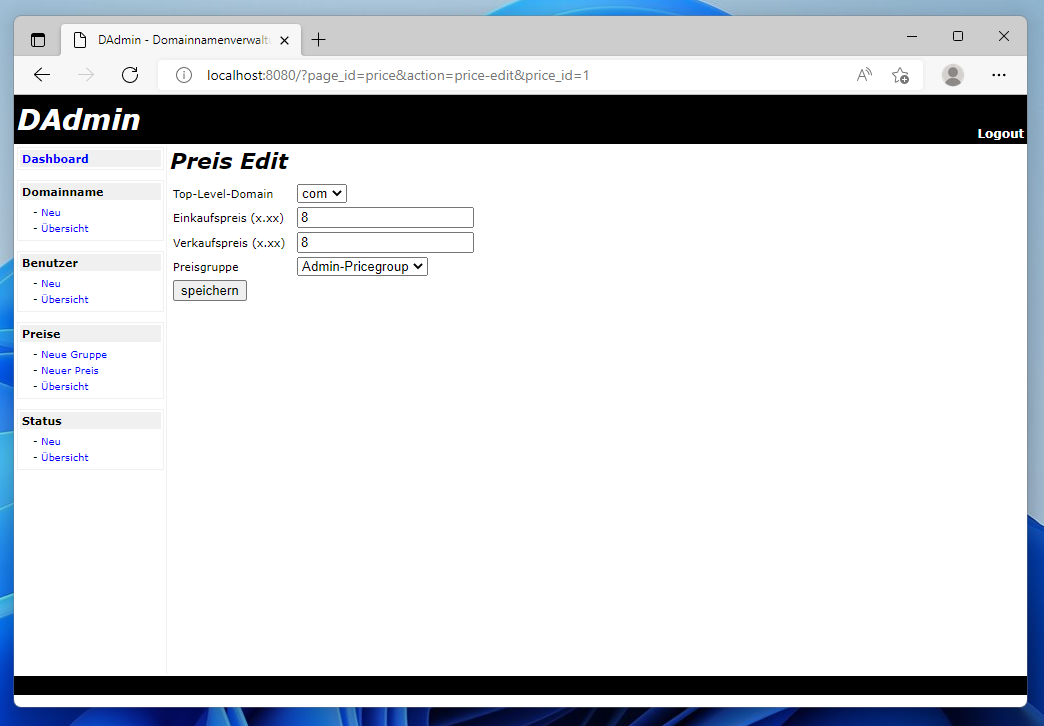 DAdmin - Domainnamenverwalt
localhost:8080/?page_id=price&action=price-edit&price_id=1
DAdmin
Logout
Dashboard
Domainname
- Neu
- Übersicht
Benutzer
- Neu
- Übersicht
Preise
- Neue Gruppe
- Neuer Preis
- Übersicht
Status
- Neu
- Übersicht
Preis Edit
Top-Level-Domain com
Einkaufspreis (x.xx) 8
Verkaufspreis (x.xx) 8
Preisgruppe Admin-Pricegroup
speichern